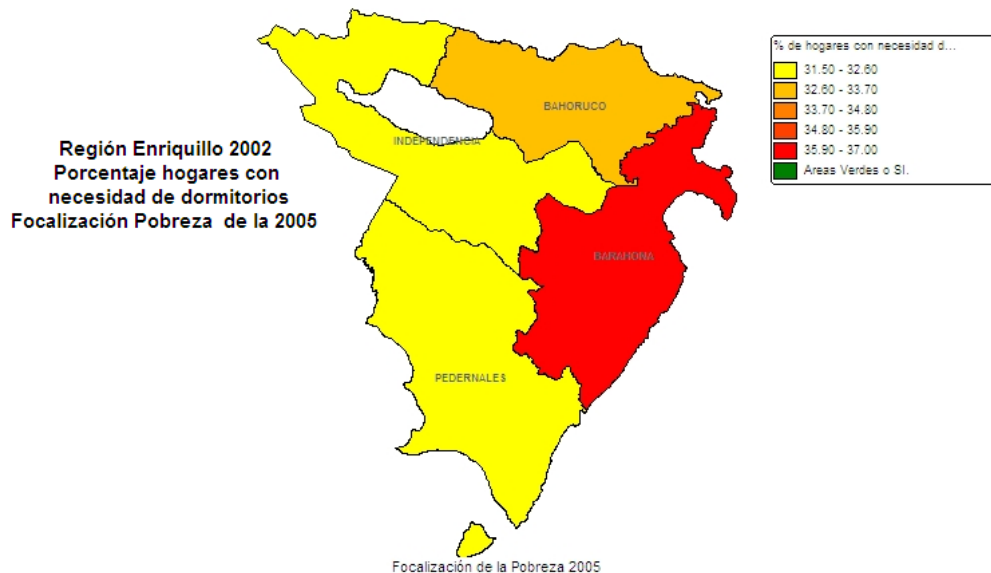 Región Enriquillo 2002
Porcentaje hogares con
necesidad de dormitorios
Focalización Pobreza de la 2005
% de hogares con necesidad d...
31.50 - 32.60
32.60 - 33.70
33.70 - 34.80
34.80 - 35.90
35.90 - 37.00
Areas Verdes o SI.
BAHORUCO
INDEPENDENCIA
BARAHONA
PEDERNALES
Focalización de la Pobreza 2005